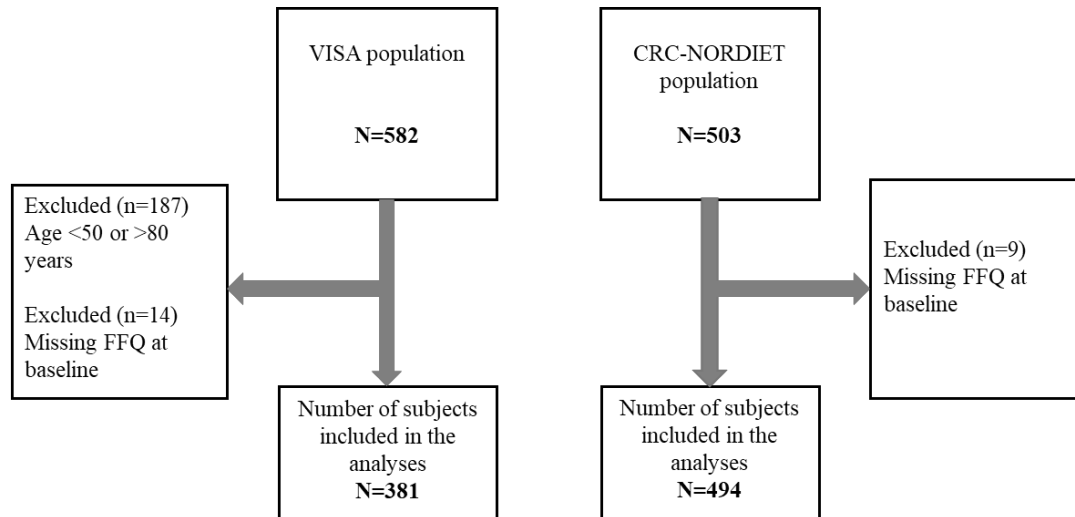 VISA population
N=582
CRC-NORDIET
population
N=503
Excluded (n=187)
Age <50 or >80
years
Excluded (n=14)
Missing FFQ at
baseline
Excluded (n=9)
Missing FFQ at
baseline
Number of subjects
included in the
analyses
N=381
Number of subjects
included in the
analyses
N=494